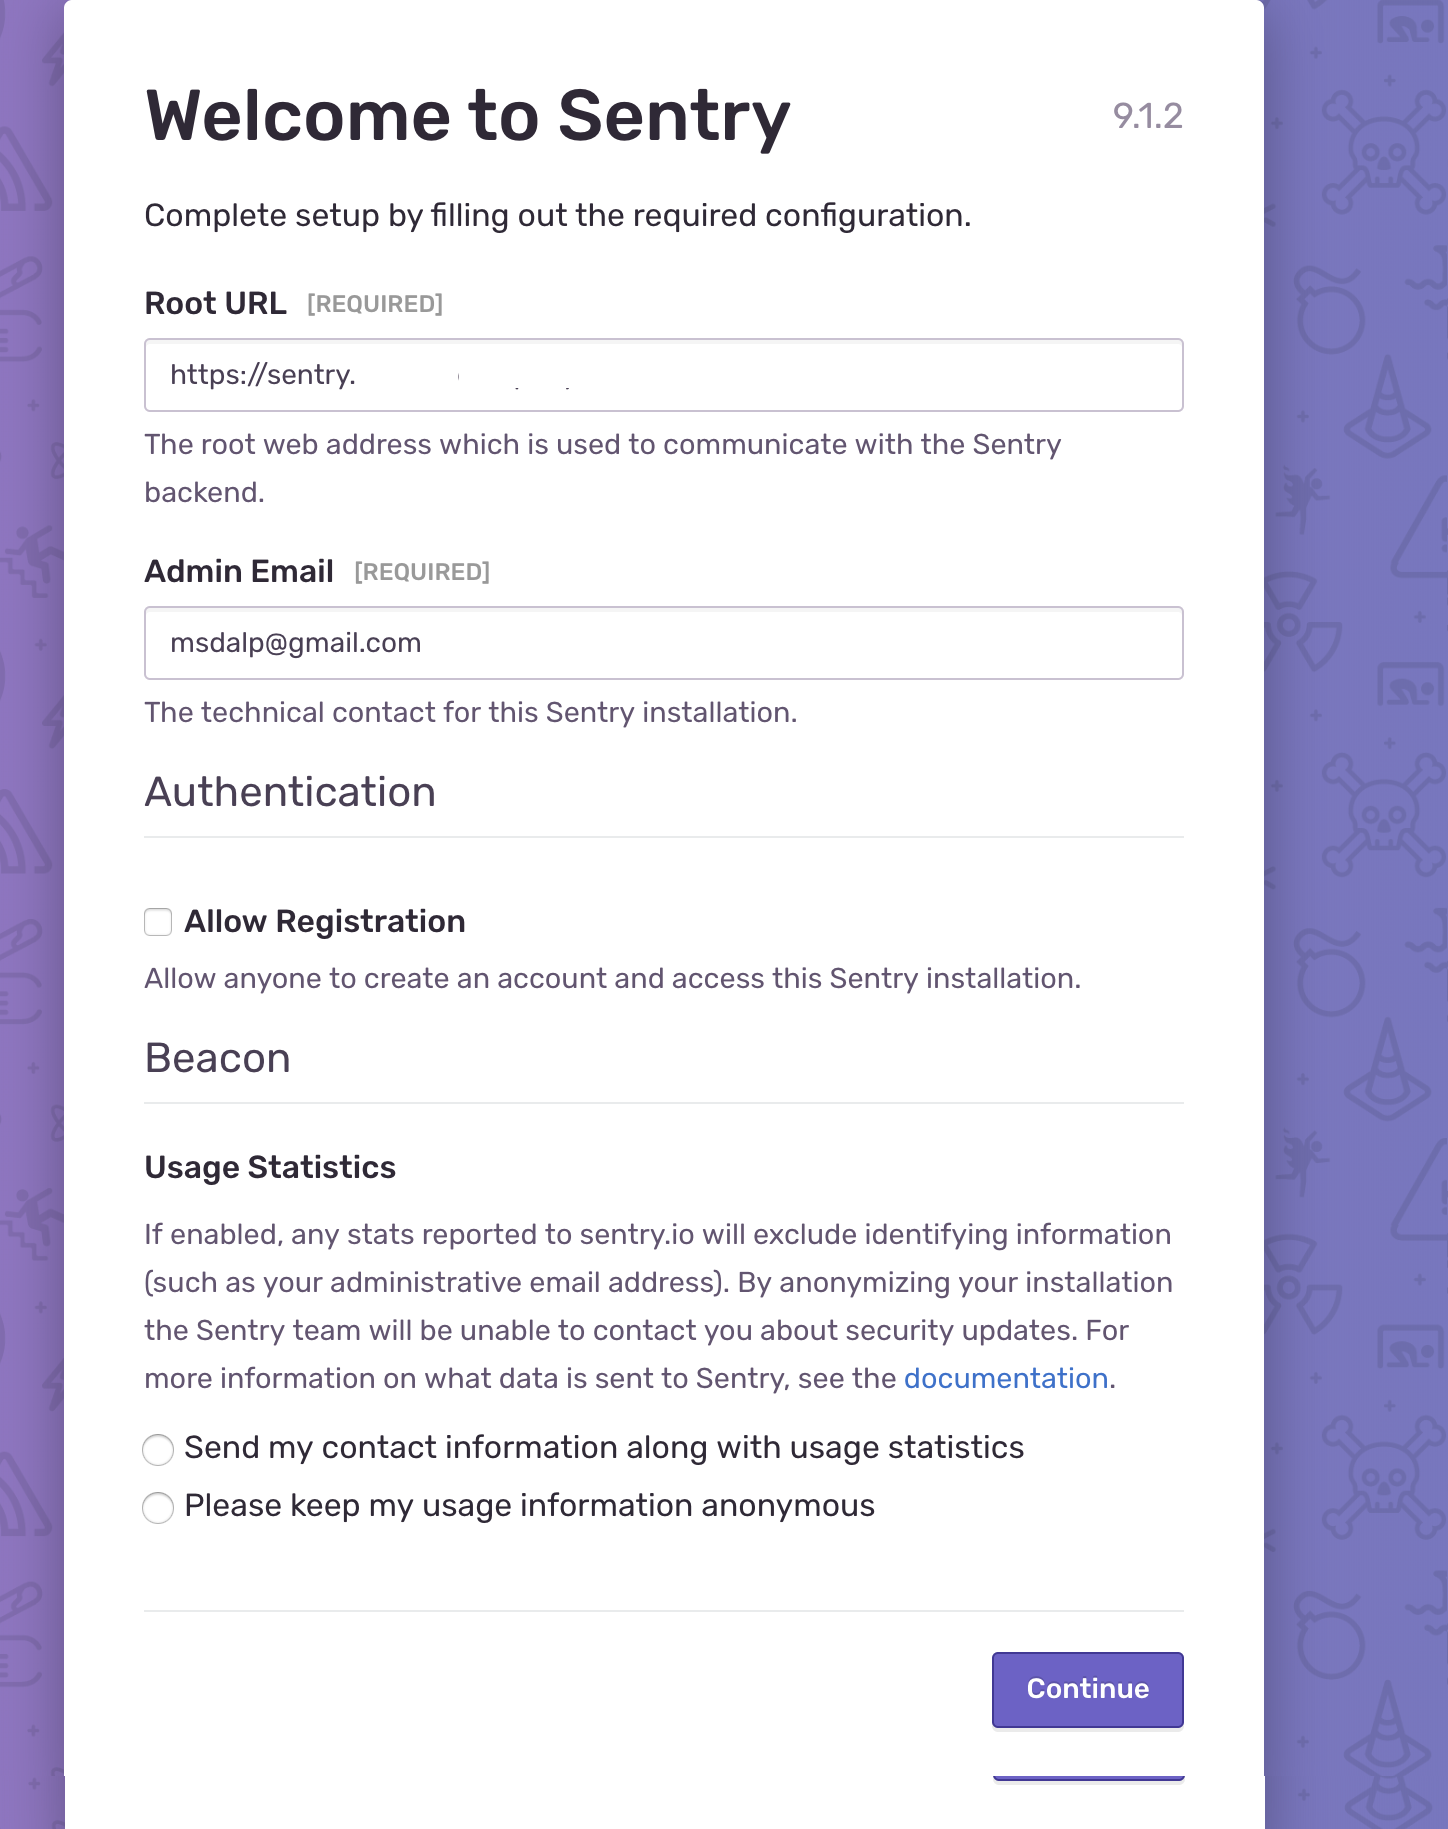 Welcome to Sentry
9.1.2
Complete setup by filling out the required configuration.
Root URL [REQUIRED]
https://sentry.
The root web address which is used to communicate with the Sentry
backend.
Admin Email [REQUIRED]
msdalp@gmail.com
The technical contact for this Sentry installation.
Authentication
Allow Registration
Allow anyone to create an account and access this Sentry installation.
Beacon
Usage Statistics
If enabled, any stats reported to sentry.io will exclude identifying information
(such as your administrative email address). By anonymizing your installation
the Sentry team will be unable to contact you about security updates. For
more information on what data is sent to Sentry, see the documentation.
Send my contact information along with usage statistics
Please keep my usage information anonymous
Continue